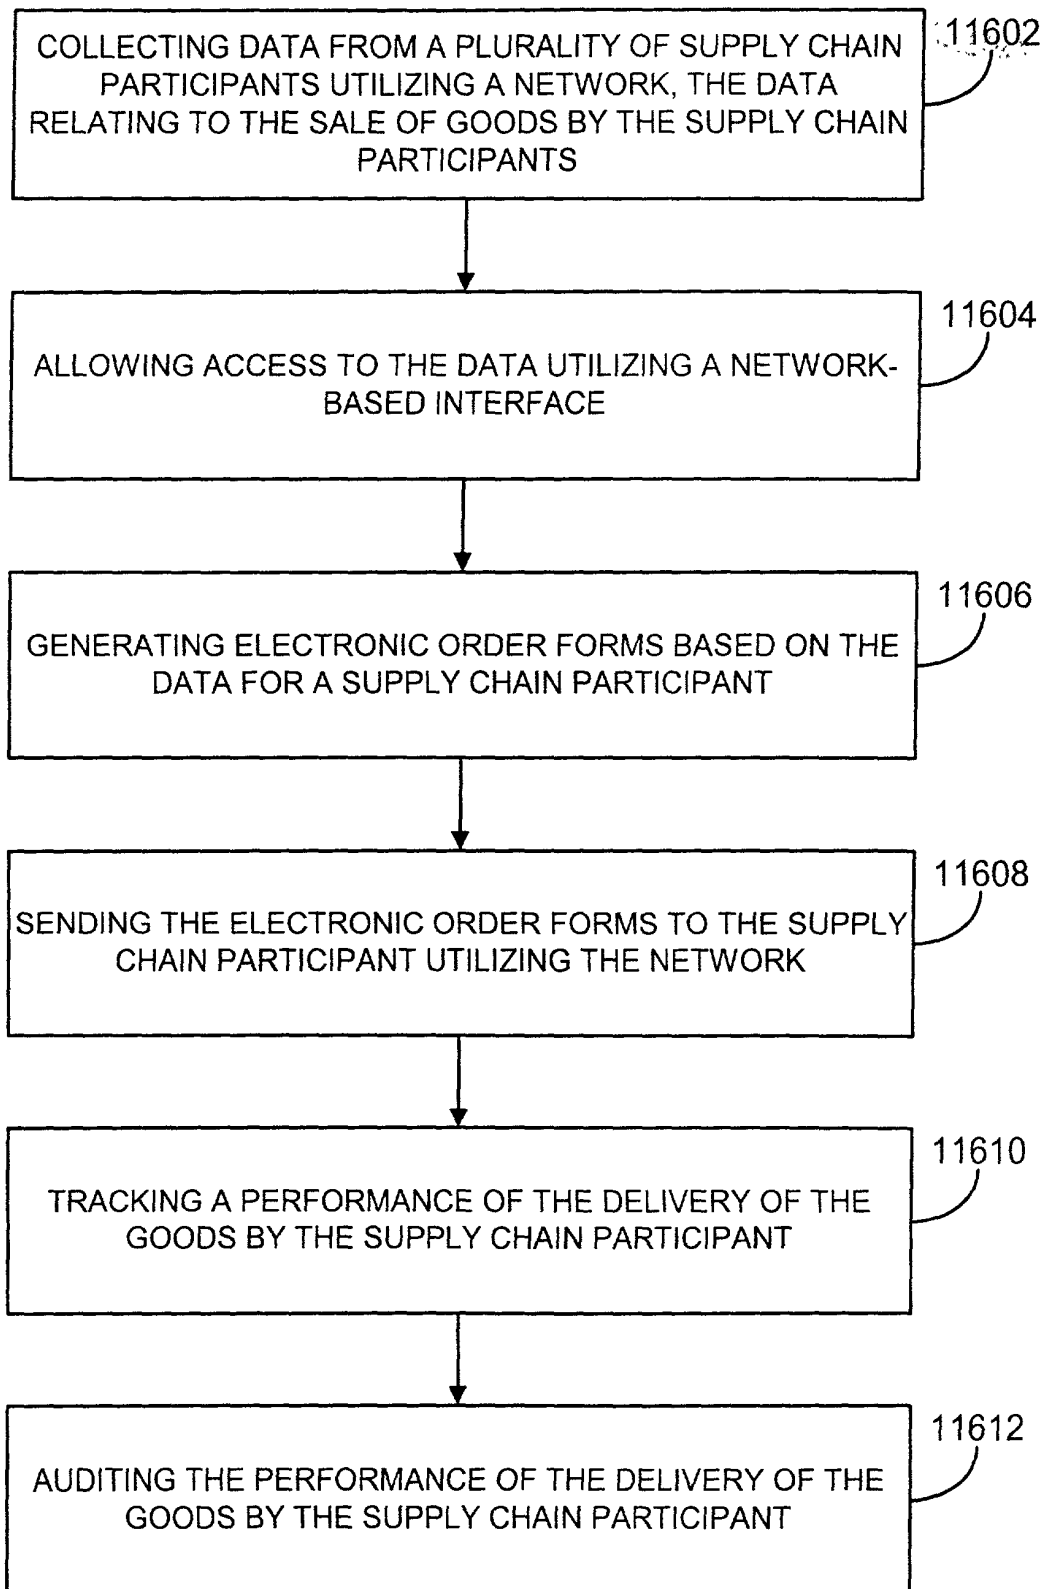 COLLECTING DATA FROM A PLURALITY OF SUPPLY CHAIN
PARTICIPANTS UTILIZING A NETWORK, THE DATA
RELATING TO THE SALE OF GOODS BY THE SUPPLY CHAIN
PARTICIPANTS
11602
ALLOWING ACCESS TO THE DATA UTILIZING A NETWORK-
BASED INTERFACE
11604
GENERATING ELECTRONIC ORDER FORMS BASED ON THE
DATA FOR A SUPPLY CHAIN PARTICIPANT
11606
SENDING THE ELECTRONIC ORDER FORMS TO THE SUPPLY
CHAIN PARTICIPANT UTILIZING THE NETWORK
11608
TRACKING A PERFORMANCE OF THE DELIVERY OF THE
GOODS BY THE SUPPLY CHAIN PARTICIPANT
11610
AUDITING THE PERFORMANCE OF THE DELIVERY OF THE
GOODS BY THE SUPPLY CHAIN PARTICIPANT
11612